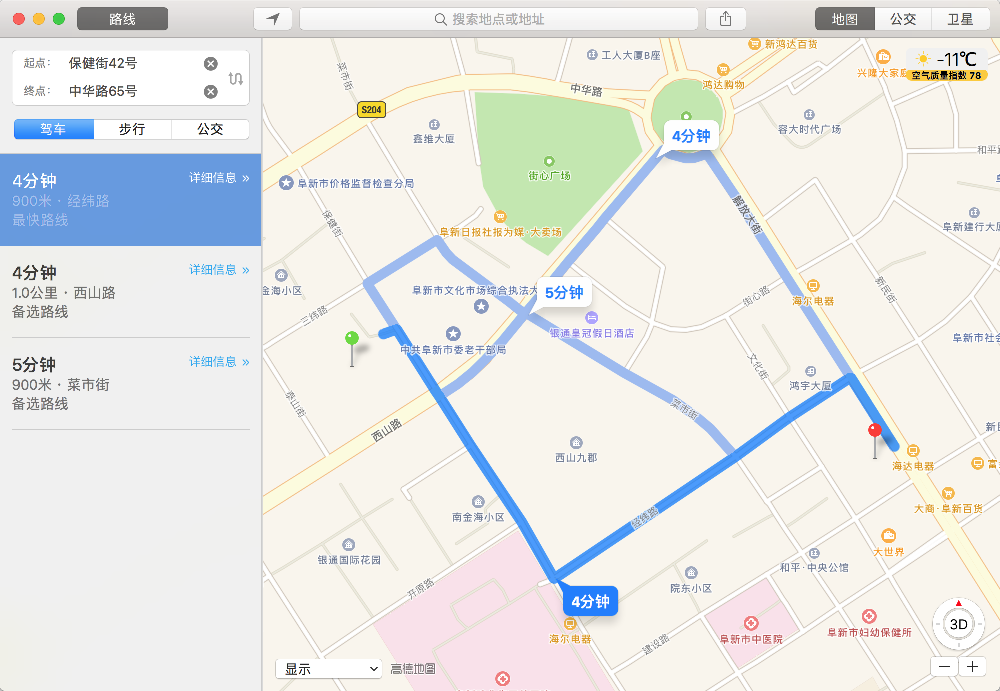 路线
搜索地点或地址
地图
公交
卫星
起点：
保健街42号
终点：
中华路65号
驾车
步行
公交
4分钟
详细信息 »
900米 · 经纬路
最快路线
4分钟
详细信息 »
1.0公里 · 西山路
备选路线
5分钟
详细信息 »
900米 · 菜市街
备选路线
新鸿达百货
工人大厦B座
兴隆大家庭
-11℃
空气质量指数 78
鸿达购物
菜市街
中华路
S204
鑫维大厦
容大时代广场
4分钟
和平路
街心广场
阜新市价格监督检查分局
解放大街
保健街
阜新日报社报为媒·大卖场
阜新建行大厦
金海小区
阜新市文化市场综合执法大
5分钟
街心路
新民街
海尔电器
三纬路
银通皇冠假日酒店
阜新市社会
中共阜新市委老干部局
文化街
鸿宇大厦
泰山街
菜市街
西山路
新民
西山九郡
海达电器
富
南金海小区
经纬路
大商·阜新百货
银通国际花园
大世界
和平·中央公馆
开原路
院东小区
4分钟
3D
海尔电器
建设路
阜新市中医院
阜新市妇幼保健所
显示
高德地图